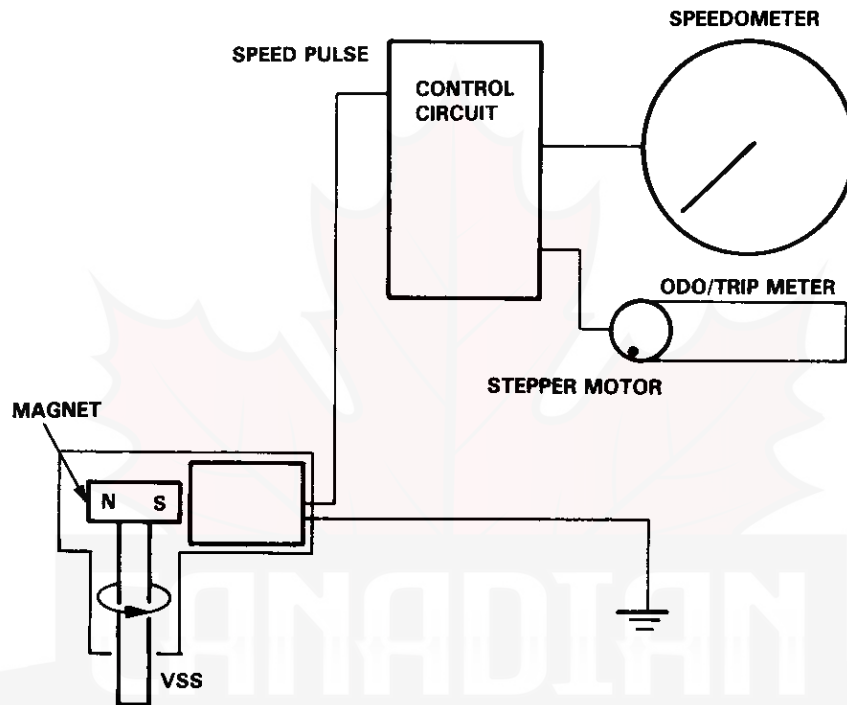 SPEEDOMETER
SPEED PULSE
CONTROL
CIRCUIT
ODO/TRIP METER
STEPPER MOTOR
MAGNET
N S
VSS
CANADIAN